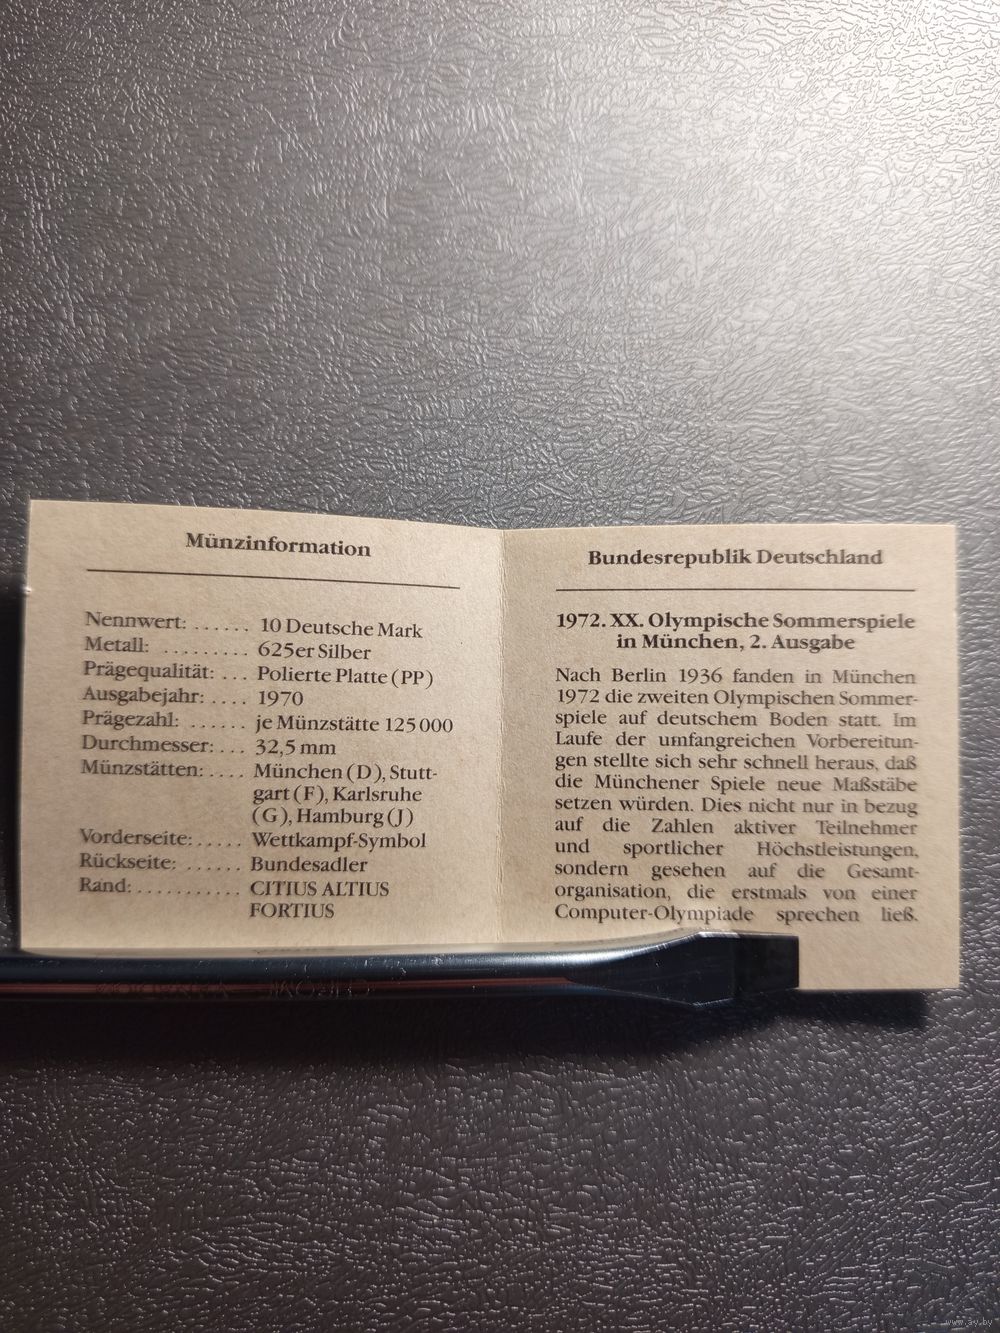 Münzinformation
Nennwert: ...... 10 Deutsche Mark
Metall: ......... 625er Silber
Prägequalität: ... Polierte Platte (PP)
Ausgabejahr: .... 1970
Prägezahl: ...... je Münzstätte 125 000
Durchmesser: ... 32,5 mm
Münzstätten: .... München (D), Stutt-
gart (F), Karlsruhe
(G), Hamburg (J)
Vorderseite: ..... Wettkampf-Symbol
Rückseite: ...... Bundesadler
Rand: ........... CITIUS ALTIUS
FORTIUS
Bundesrepublik Deutschland
1972. XX. Olympische Sommerspiele
in München, 2. Ausgabe
Nach Berlin 1936 fanden in München
1972 die zweiten Olympischen Sommer-
spiele auf deutschem Boden statt. Im
Laufe der umfangreichen Vorbereitun-
gen stellte sich sehr schnell heraus, daß
die Münchener Spiele neue Maßstäbe
setzen würden. Dies nicht nur in bezug
auf die Zahlen aktiver Teilnehmer
und sportlicher Höchstleistungen,
sondern gesehen auf die Gesamt-
organisation, die erstmals von einer
Computer-Olympiade sprechen ließ.
www.ay.by